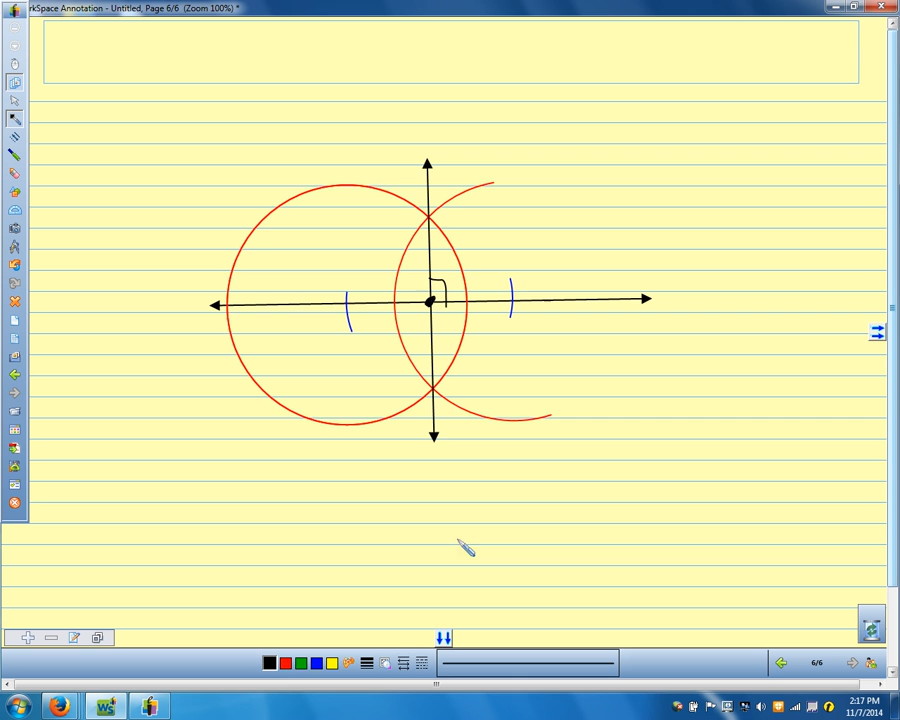 rkSpace Annotation - Untitled, Page 6/6 (Zoom 100%) *
6/6
2:17 PM
11/7/2014